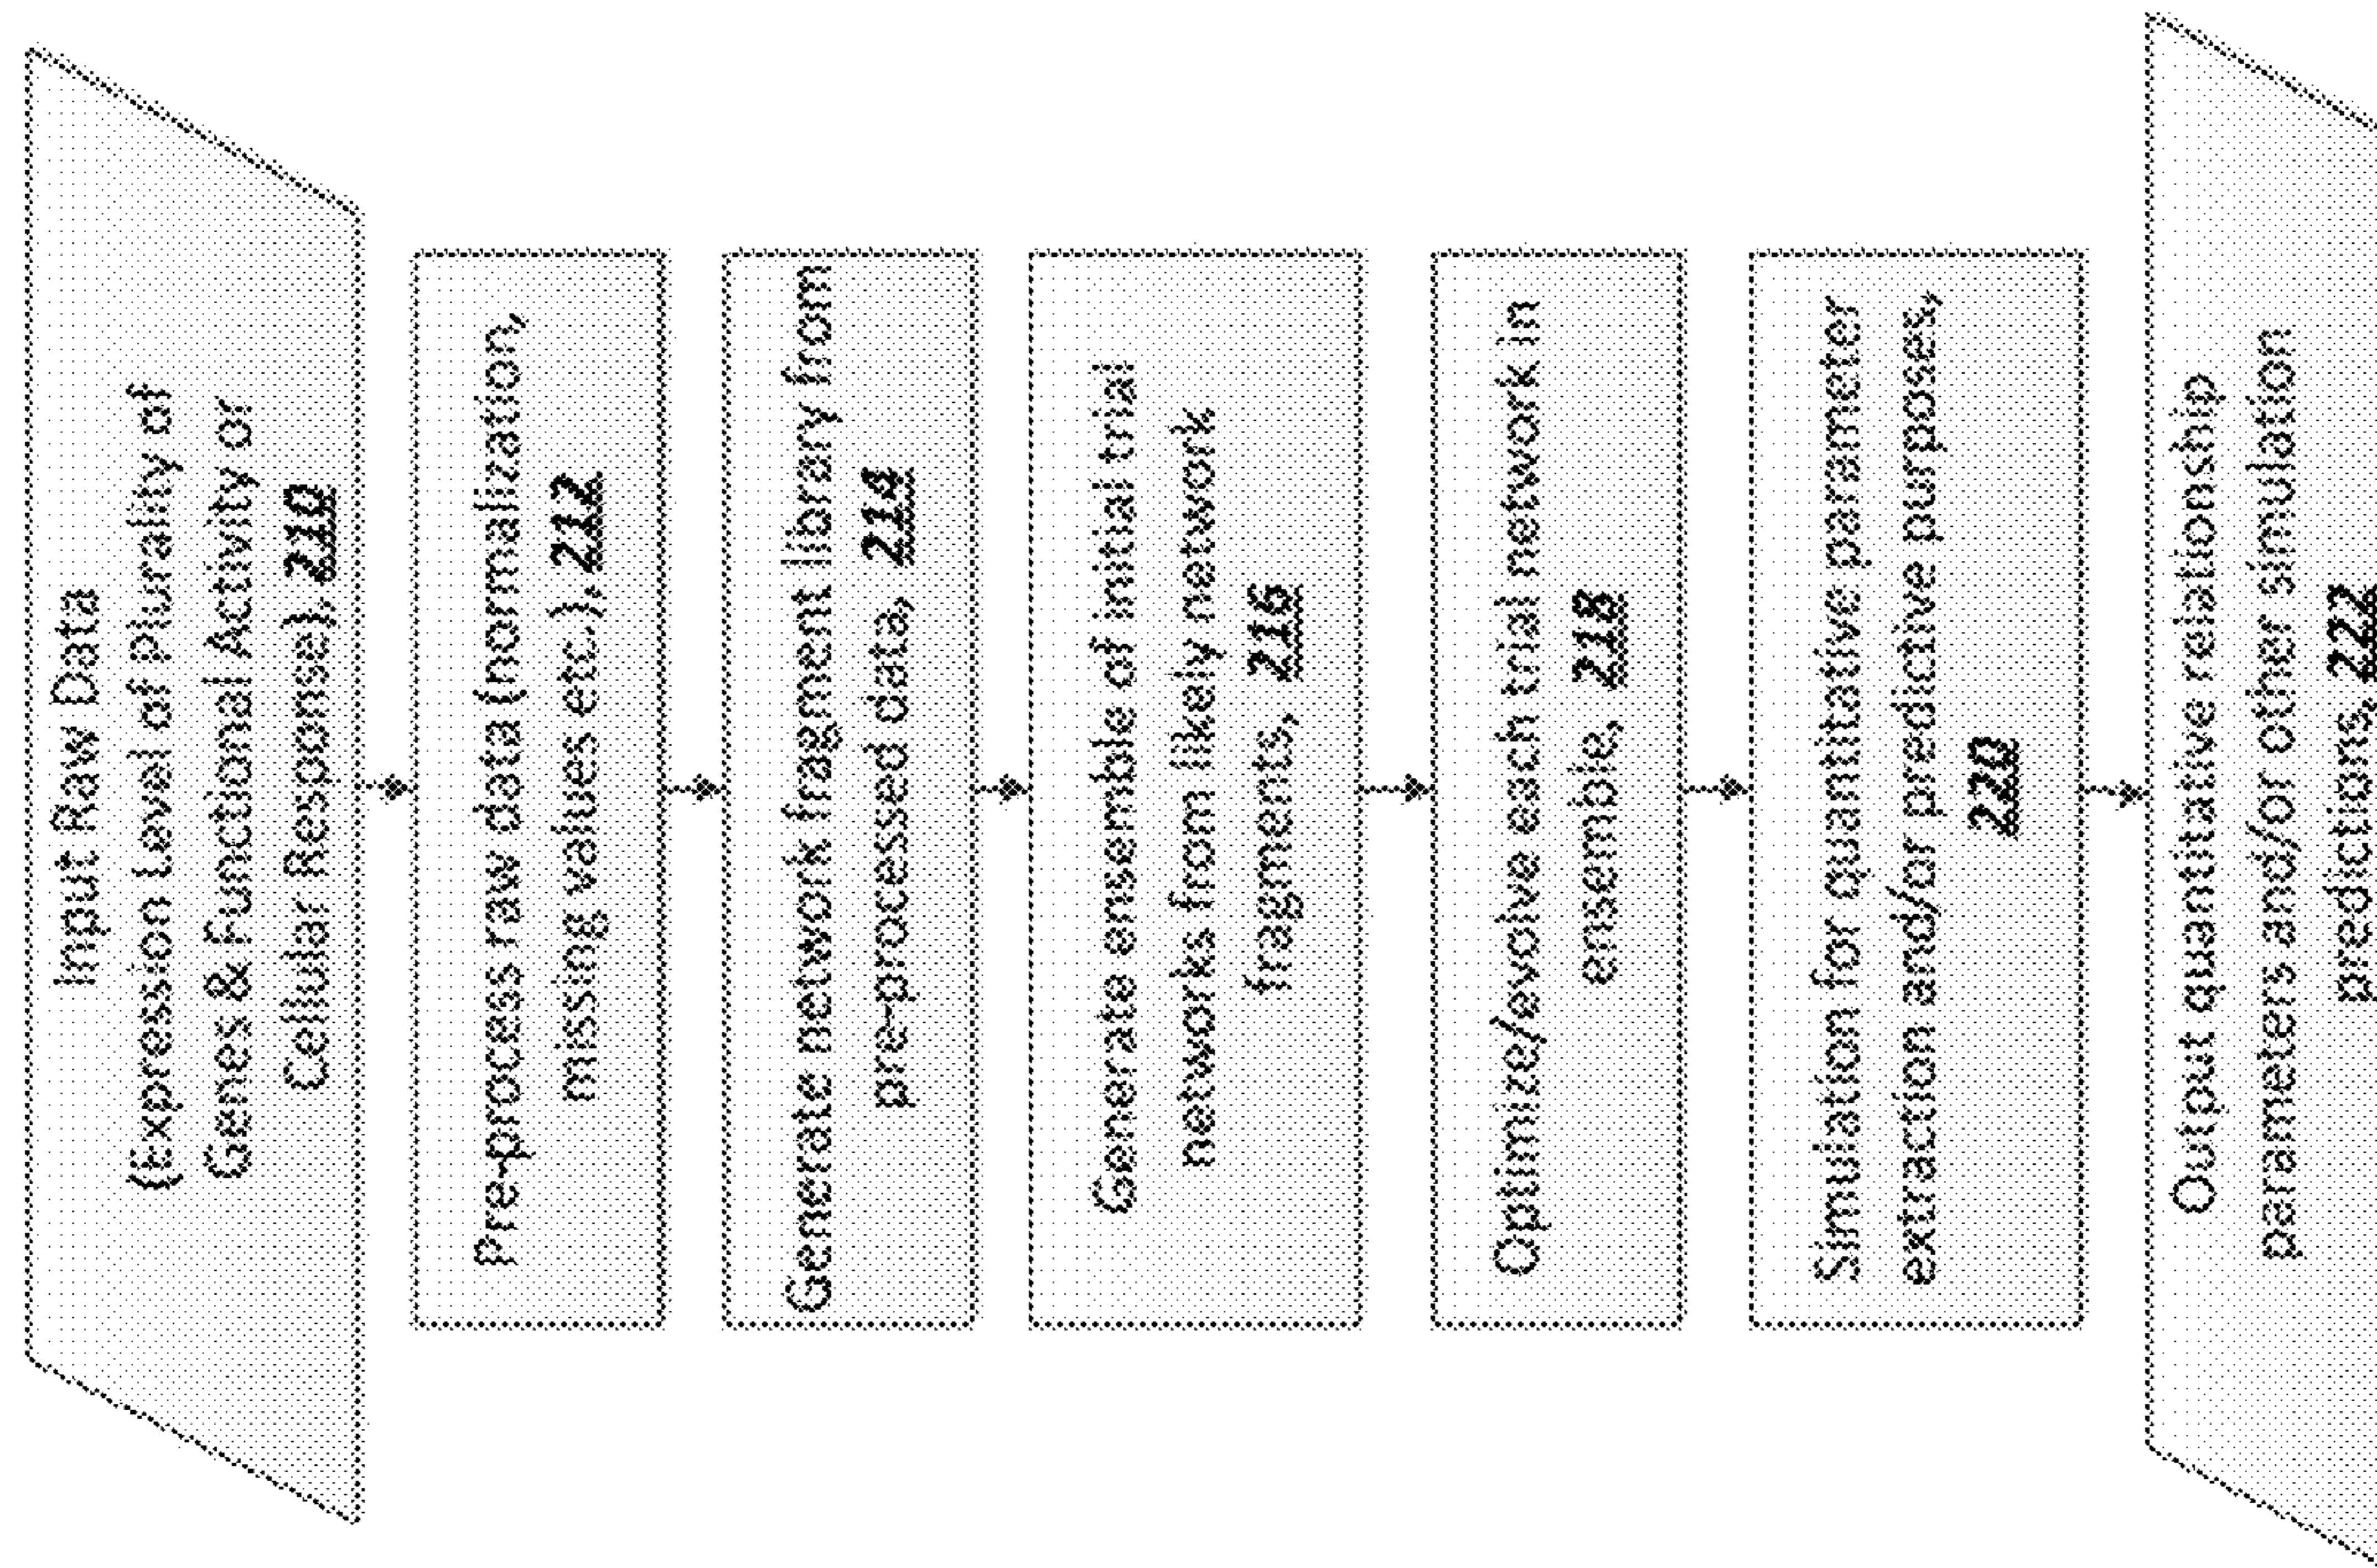 Input Raw Data
(Expression Level of Plurality of
Genes & Functional Activity or
Cellular Response), 210
Pre-process raw data (normalization,
missing values etc.), 212
Generate network fragment library from
pre-processed data, 214
Generate ensemble of initial trial
networks from likely network
fragments, 216
Optimize/evolve each trial network in
ensemble, 218
Simulation for quantitative parameter
extraction and/or predictive purposes,
220
Output quantitative relationship
parameters and/or other simulation
predictions, 222